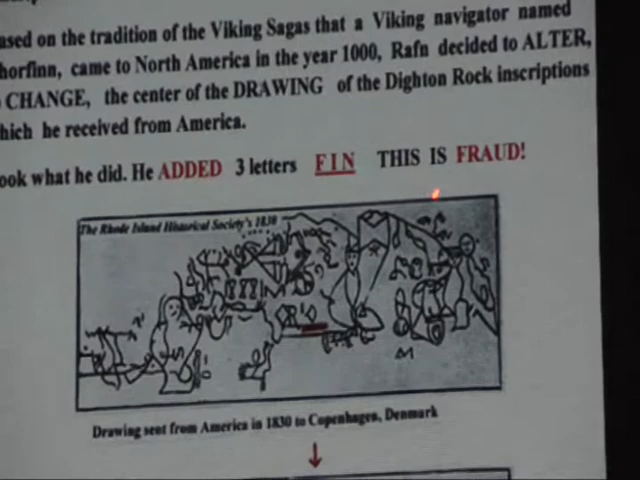 ased on the tradition of the Viking Sagas that a Viking navigator named
horfinn, came to North America in the year 1000, Rafn decided to ALTER,
CHANGE, the center of the DRAWING of the Dighton Rock inscriptions
hich he received from America.
ook what he did. He ADDED 3 letters FIN THIS IS FRAUD!
The Rhode Island Historical Society's 1830
Drawing sent from America in 1830 to Copenhagen, Denmark